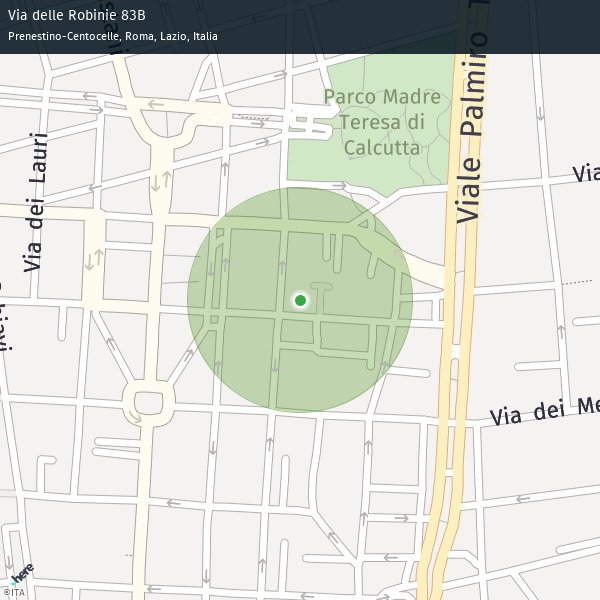 Via delle Robinie 83B
Prenestino-Centocelle, Roma, Lazio, Italia
Parco Madre
Teresa di
Calcutta
Viale Palmiro T
Via dei Lauri
Via
Via dei Me
here
©ITA